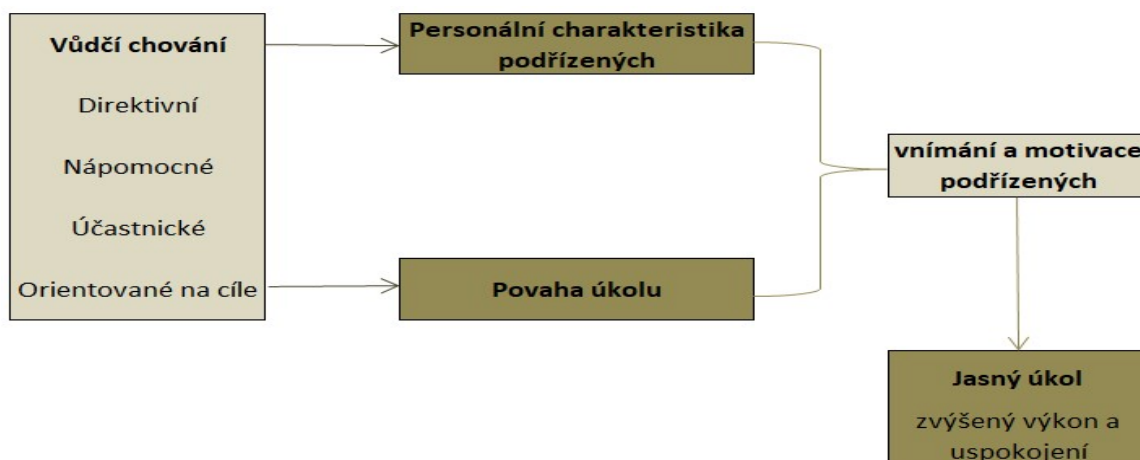 Vůdčí chování
Direktivní
Nápomocné
Účastnické
Orientované na cíle
Personální charakteristika
podřízených
Povaha úkolu
vnímání a motivace
podřízených
Jasný úkol
zvýšený výkon a
uspokojení